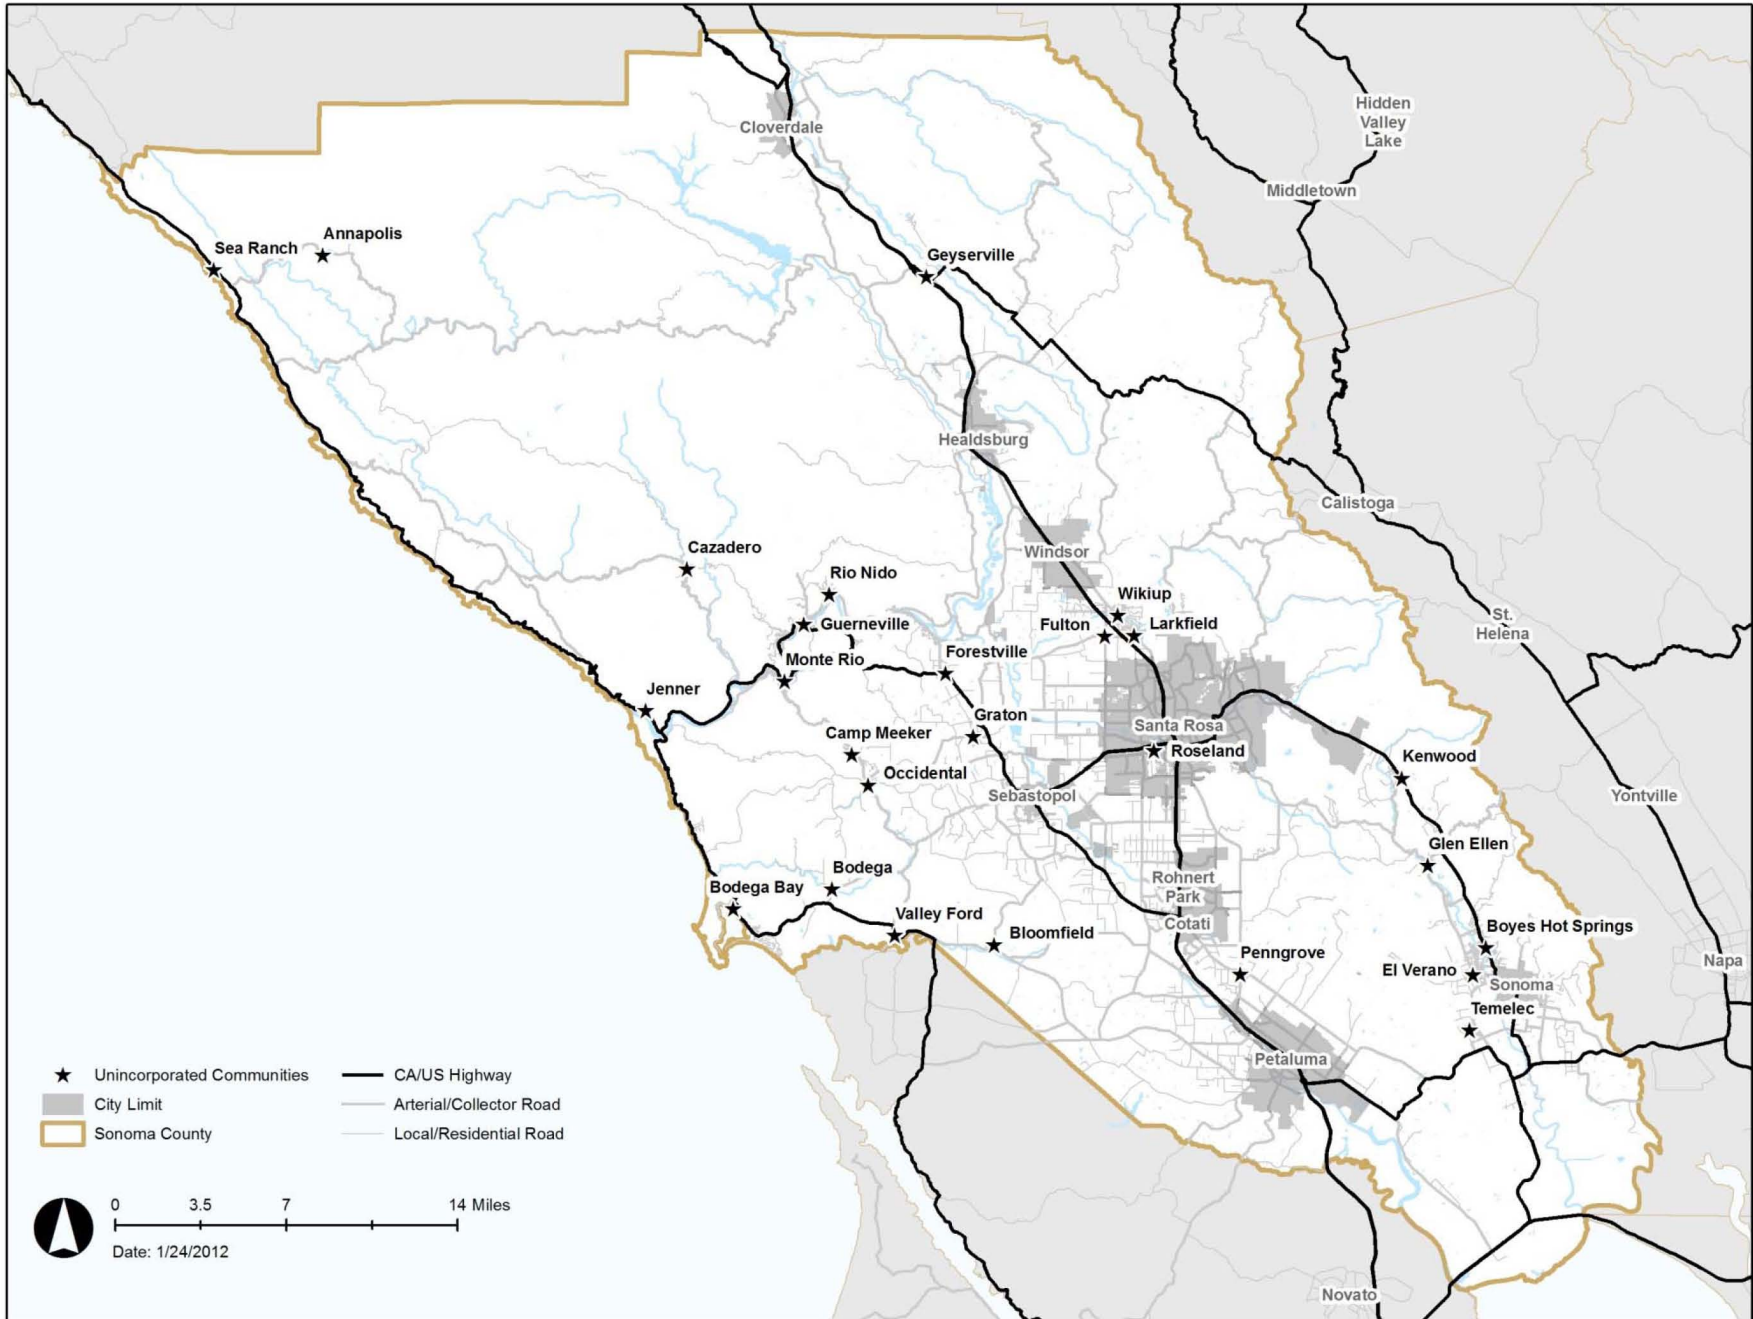 Hidden
Valley
Lake
Cloverdale
Middletown
Annapolis
Sea Ranch
Geyserville
Healdsburg
Calistoga
Cazadero
Windsor
Rio Nido
Wikiup
St.
Helena
Guerneville
Fulton
Larkfield
Forestville
Monte Rio
Jenner
Graton
Santa Rosa
Camp Meeker
Roseland
Kenwood
Occidental
Sebastopol
Yontville
Glen Ellen
Bodega
Rohnert
Park
Bodega Bay
Valley Ford
Cotati
Boyes Hot Springs
Bloomfield
Penngrove
Napa
El Verano
Sonoma
Temelec
Petaluma
Unincorporated Communities
City Limit
Sonoma County
CA/US Highway
Arterial/Collector Road
Local/Residential Road
0 3.5 7 14 Miles
Date: 1/24/2012
Novato